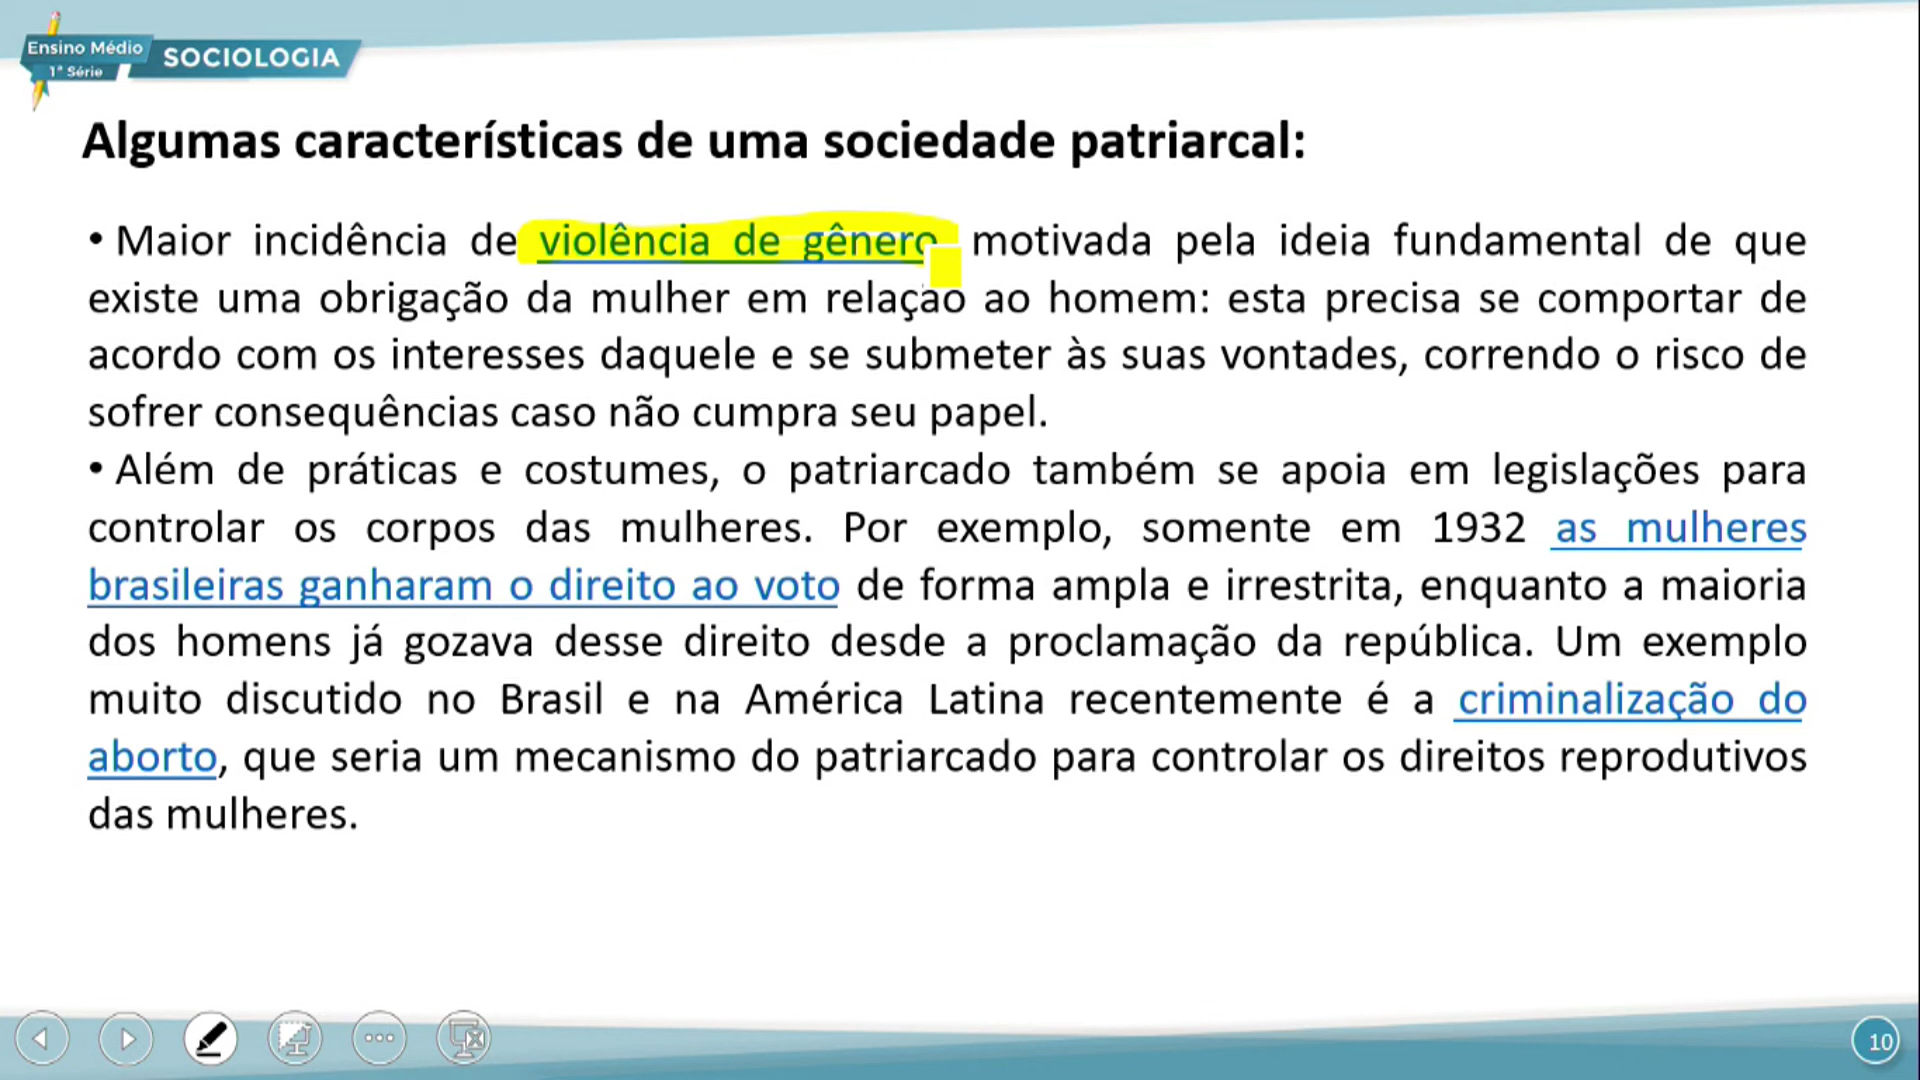 Ensino Médio
1ª Série
SOCIOLOGIA
Algumas características de uma sociedade patriarcal:
• Maior incidência de violência de gênero motivada pela ideia fundamental de que
existe uma obrigação da mulher em relação ao homem: esta precisa se comportar de
acordo com os interesses daquele e se submeter às suas vontades, correndo o risco de
sofrer consequências caso não cumpra seu papel.
• Além de práticas e costumes, o patriarcado também se apoia em legislações para
controlar os corpos das mulheres. Por exemplo, somente em 1932 as mulheres
brasileiras ganharam o direito ao voto de forma ampla e irrestrita, enquanto a maioria
dos homens já gozava desse direito desde a proclamação da república. Um exemplo
muito discutido no Brasil e na América Latina recentemente é a criminalização do
aborto, que seria um mecanismo do patriarcado para controlar os direitos reprodutivos
das mulheres.
10